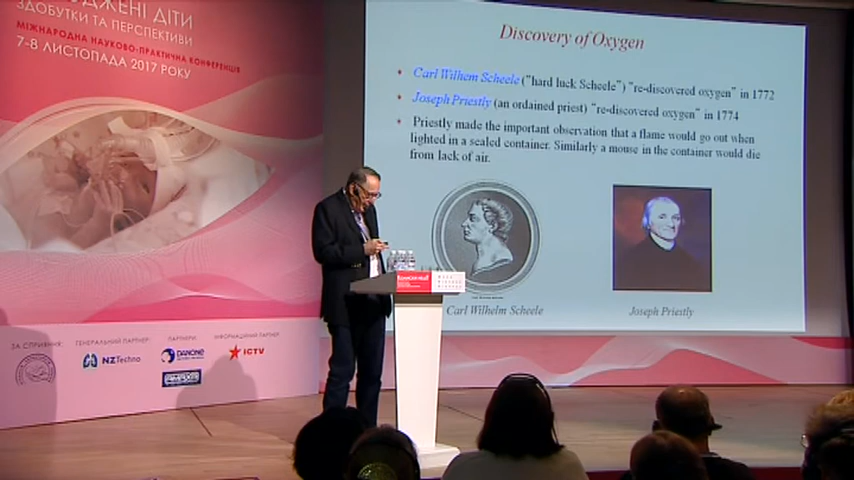 ДЖЕНІ ДІТИ
ЗДОБУТКИ ТА ПЕРСПЕКТИВИ
МІЖНАРОДНА НАУКОВО-ПРАКТИЧНА КОНФЕРЕНЦІЯ
7-8 ЛИСТОПАДА 2017 РОКУ
Discovery of Oxygen
Carl Wilhem Scheele ("hard luck Scheele") "re-discovered oxygen" in 1772
Joseph Priestly (an ordained priest) "re-discovered oxygen" in 1774
Priestly made the important observation that a flame would go out when
lighted in a sealed container. Similarly a mouse in the container would die
from lack of air.
Carl Wilhelm Scheele
Joseph Priestly
ЗА СПРИЯННЯ:
ГЕНЕРАЛЬНИЙ ПАРТНЕР:
NZTechno
ПАРТНЕРИ:
DANONE
ІНФОРМАЦІЙНИЙ ПАРТНЕР:
ICTV